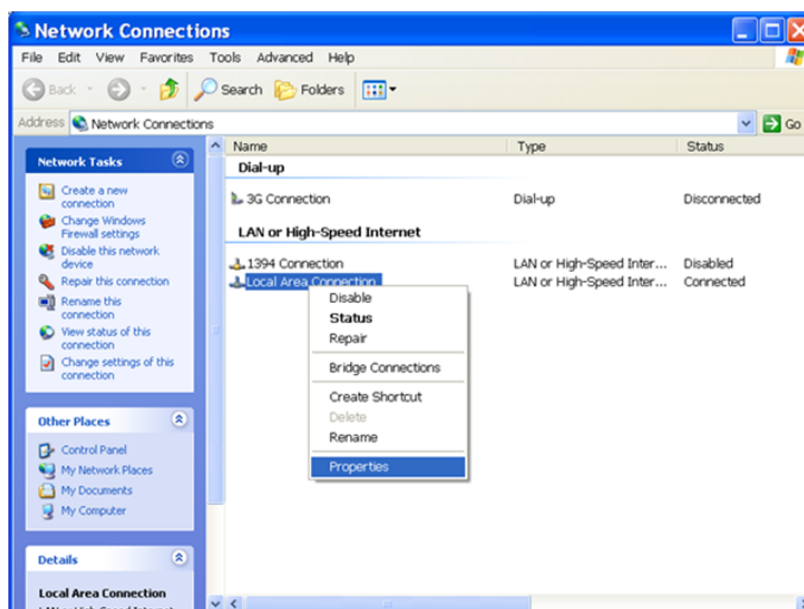 Network Connections
File Edit View Favorites Tools Advanced Help
Back Search Folders
Address Network Connections Go
Network Tasks
Create a new
connection
Change Windows
Firewall settings
Disable this network
device
Repair this connection
Rename this
connection
View status of this
connection
Change settings of this
connection
Other Places
Control Panel
My Network Places
My Documents
My Computer
Details
Local Area Connection
LAN or High-Speed Internet
Name Type Status
Dial-up
3G Connection Dial-up Disconnected
LAN or High-Speed Internet
1394 Connection LAN or High-Speed Inter... Disabled
Local Area Connection LAN or High-Speed Inter... Connected
Disable
Status
Repair
Bridge Connections
Create Shortcut
Delete
Rename
Properties